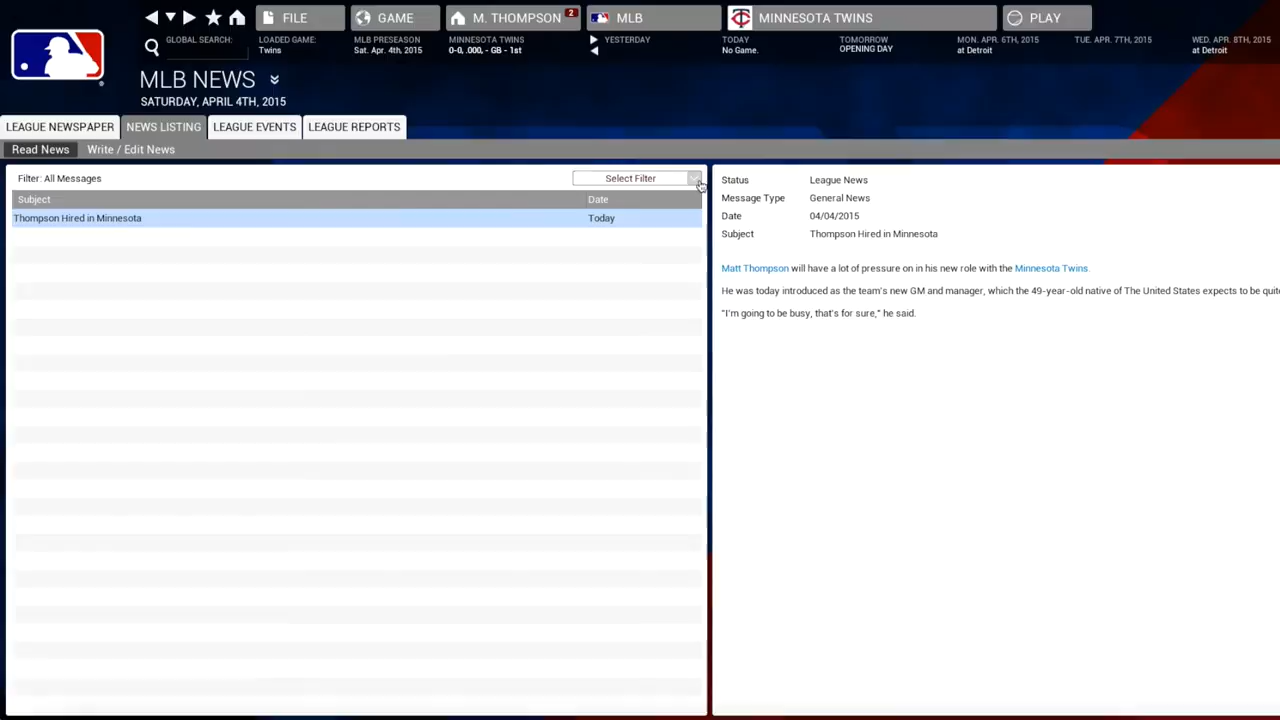 FILE GAME M. THOMPSON 2 MLB MINNESOTA TWINS PLAY
GLOBAL SEARCH: LOADED GAME: MLB PRESEASON MINNESOTA TWINS YESTERDAY TODAY TOMORROW MON. APR. 6TH, 2015 TUE. APR. 7TH, 2015 WED. APR. 8TH, 2015
Twins Sat. Apr. 4th, 2015 0-0, .000, - GB - 1st No Game. OPENING DAY at Detroit at Detroit
MLB NEWS
SATURDAY, APRIL 4TH, 2015
LEAGUE NEWSPAPER NEWS LISTING LEAGUE EVENTS LEAGUE REPORTS
Read News Write / Edit News
Filter: All Messages Select Filter
Subject Date
Thompson Hired in Minnesota Today
Status League News
Message Type General News
Date 04/04/2015
Subject Thompson Hired in Minnesota
Matt Thompson will have a lot of pressure on in his new role with the Minnesota Twins.
He was today introduced as the team's new GM and manager, which the 49-year-old native of The United States expects to be quite
"I'm going to be busy, that's for sure," he said.